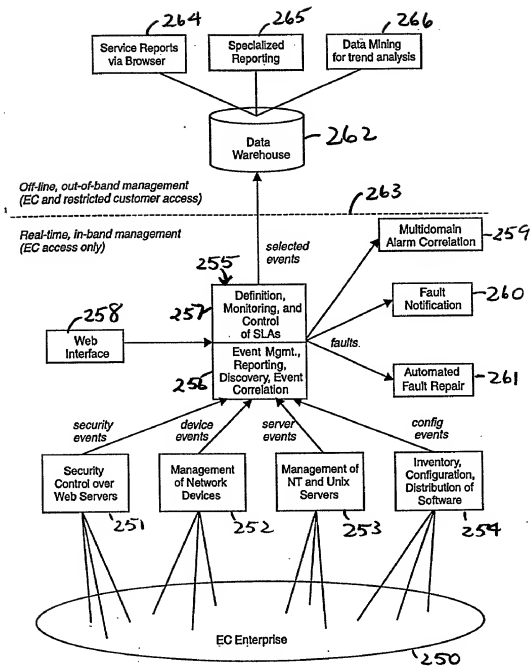 264
265
266
Service Reports
via Browser
Specialized
Reporting
Data Mining
for trend analysis
Data
Warehouse
262
Off-line, out-of-band management
(EC and restricted customer access)
263
Real-time, in-band management
(EC access only)
selected
events
Multidomain
Alarm Correlation
259
255
257
Definition,
Monitoring, and
Control
of SLAs
Fault
Notification
260
258
Web
Interface
faults.
256
Event Mgmt.,
Reporting,
Discovery, Event
Correlation
Automated
Fault Repair
261
security
events
device
events
server
events
config
events
Security
Control over
Web Servers
251
Management
of Network
Devices
252
Management of
NT and Unix
Servers
253
Inventory,
Configuration,
Distribution of
Software
254
EC Enterprise
250